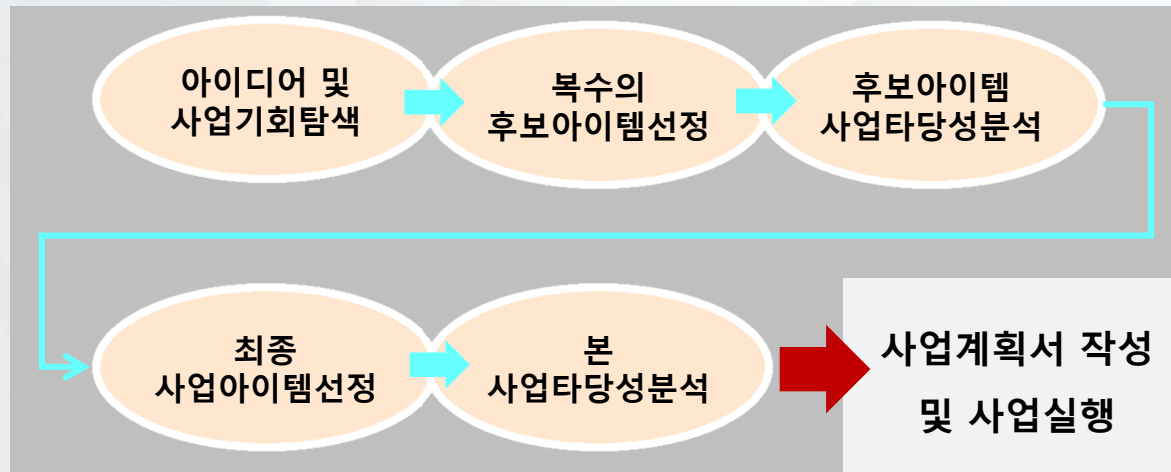 아이디어 및
사업기회탐색
복수의
후보아이템선정
후보아이템
사업타당성분석
최종
사업아이템선정
본
사업타당성분석
사업계획서 작성
및 사업실행